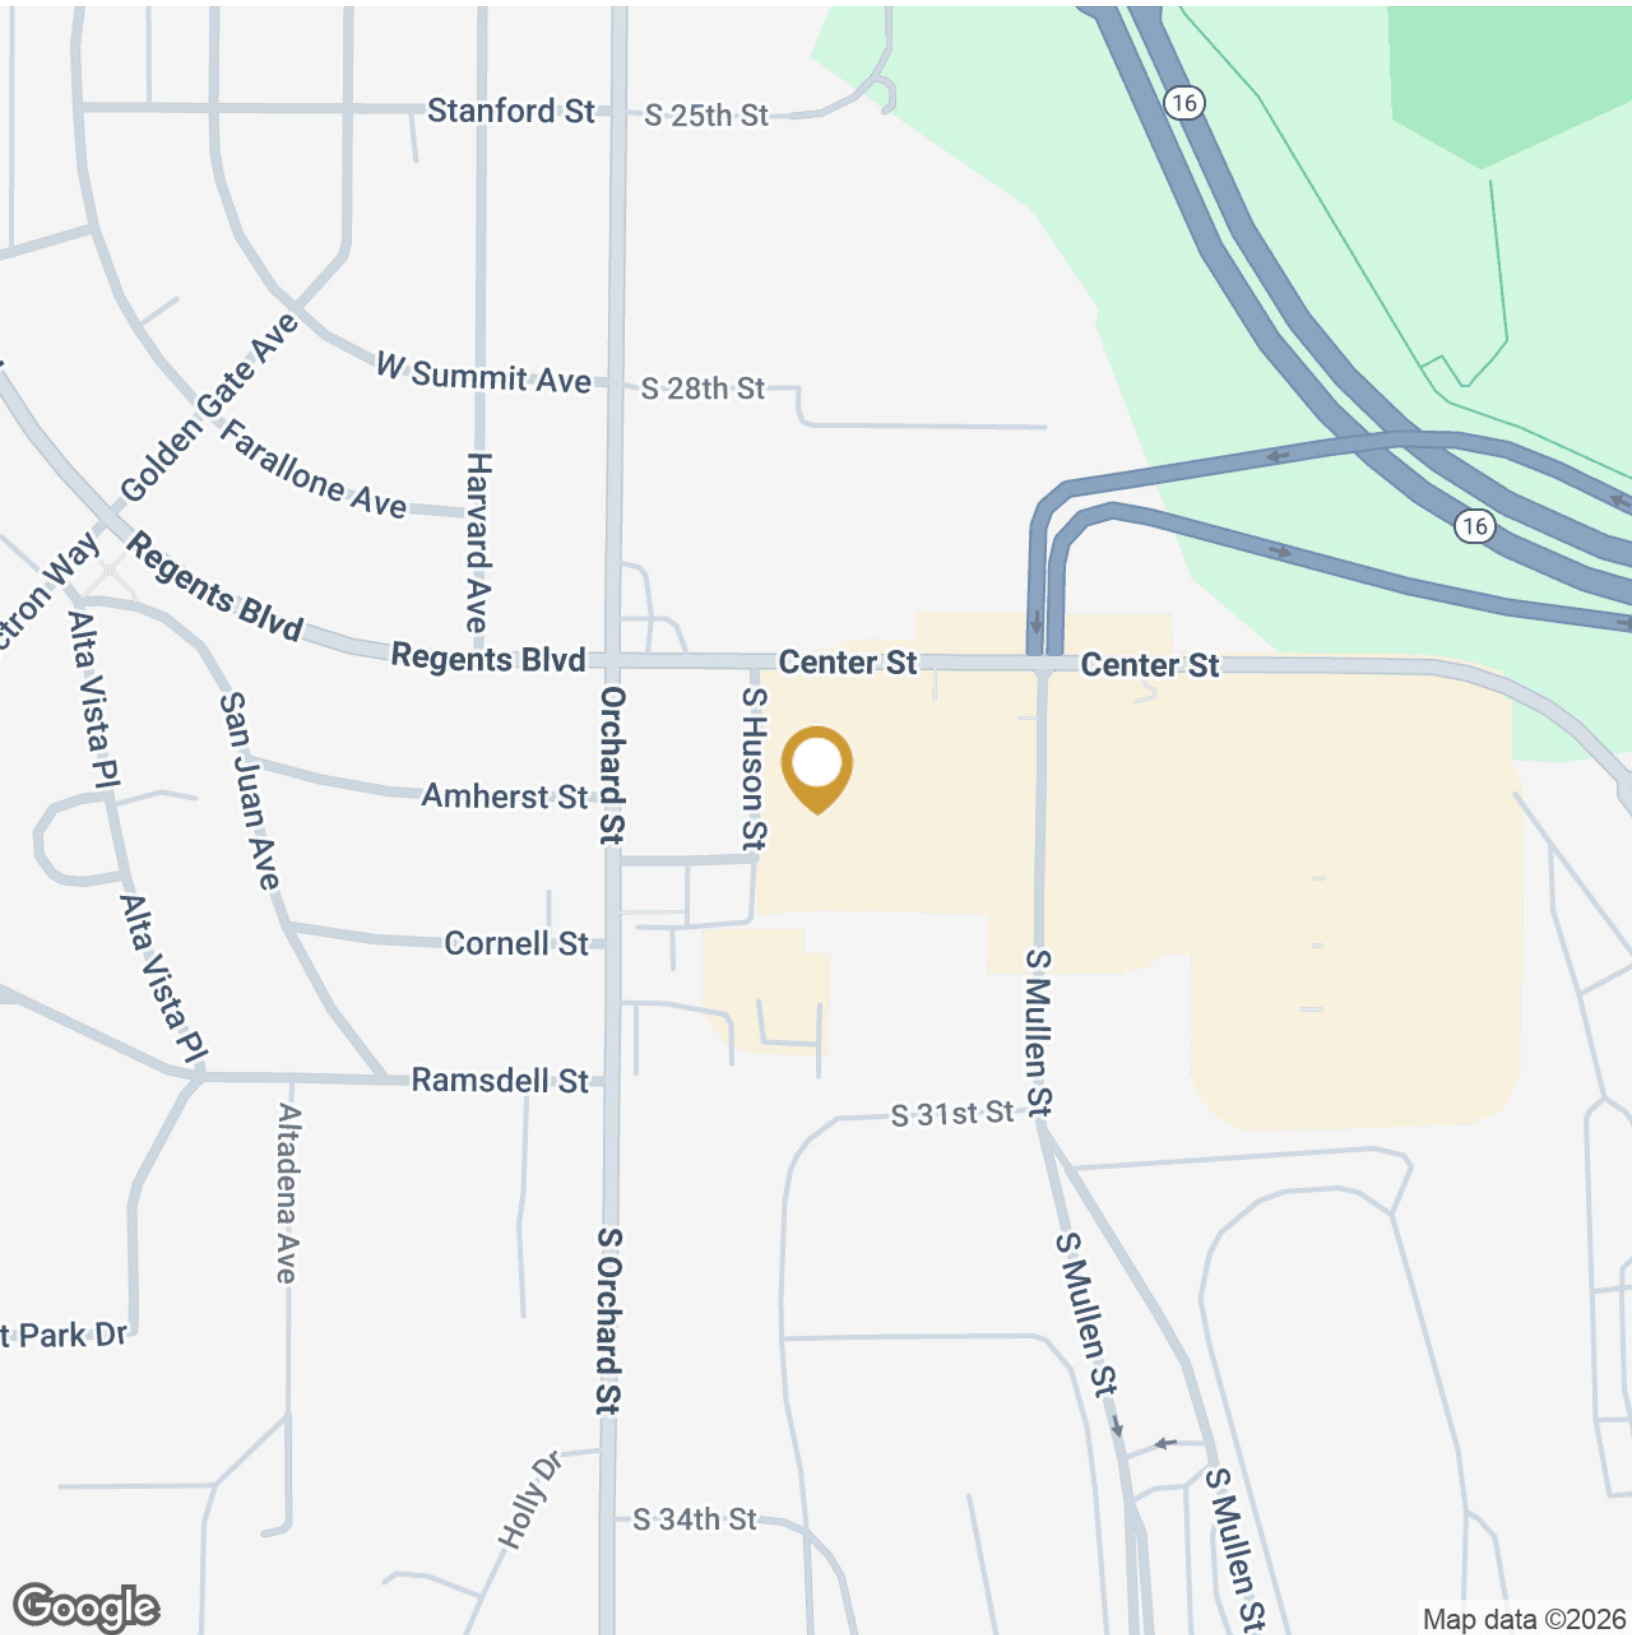 16
Stanford St
S 25th St
Golden Gate Ave
W Summit Ave
S 28th St
Farallone Ave
Harvard Ave
16
Regents Blvd
Regents Blvd
Center St
Center St
Alta Vista Pl
San Juan Ave
Orchard St
S Huson St
Amherst St
Alta Vista Pl
Cornell St
S Mullen St
Ramsdell St
S 31st St
Altadena Ave
S Orchard St
S Mullen St
t Park Dr
Holly Dr
S 34th St
S Mullen St
Google
Map data ©2026